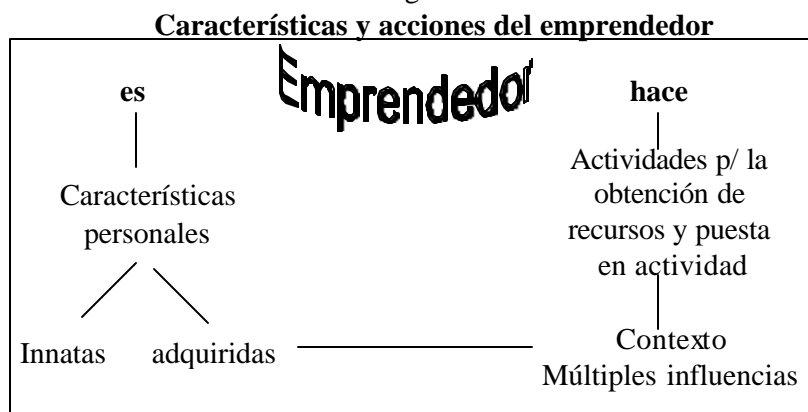 Características y acciones del emprendedor
Emprendedor
es
hace
Características
personales
Actividades p/ la
obtención de
recursos y puesta
en actividad
Innatas
adquiridas
Contexto
Múltiples influencias